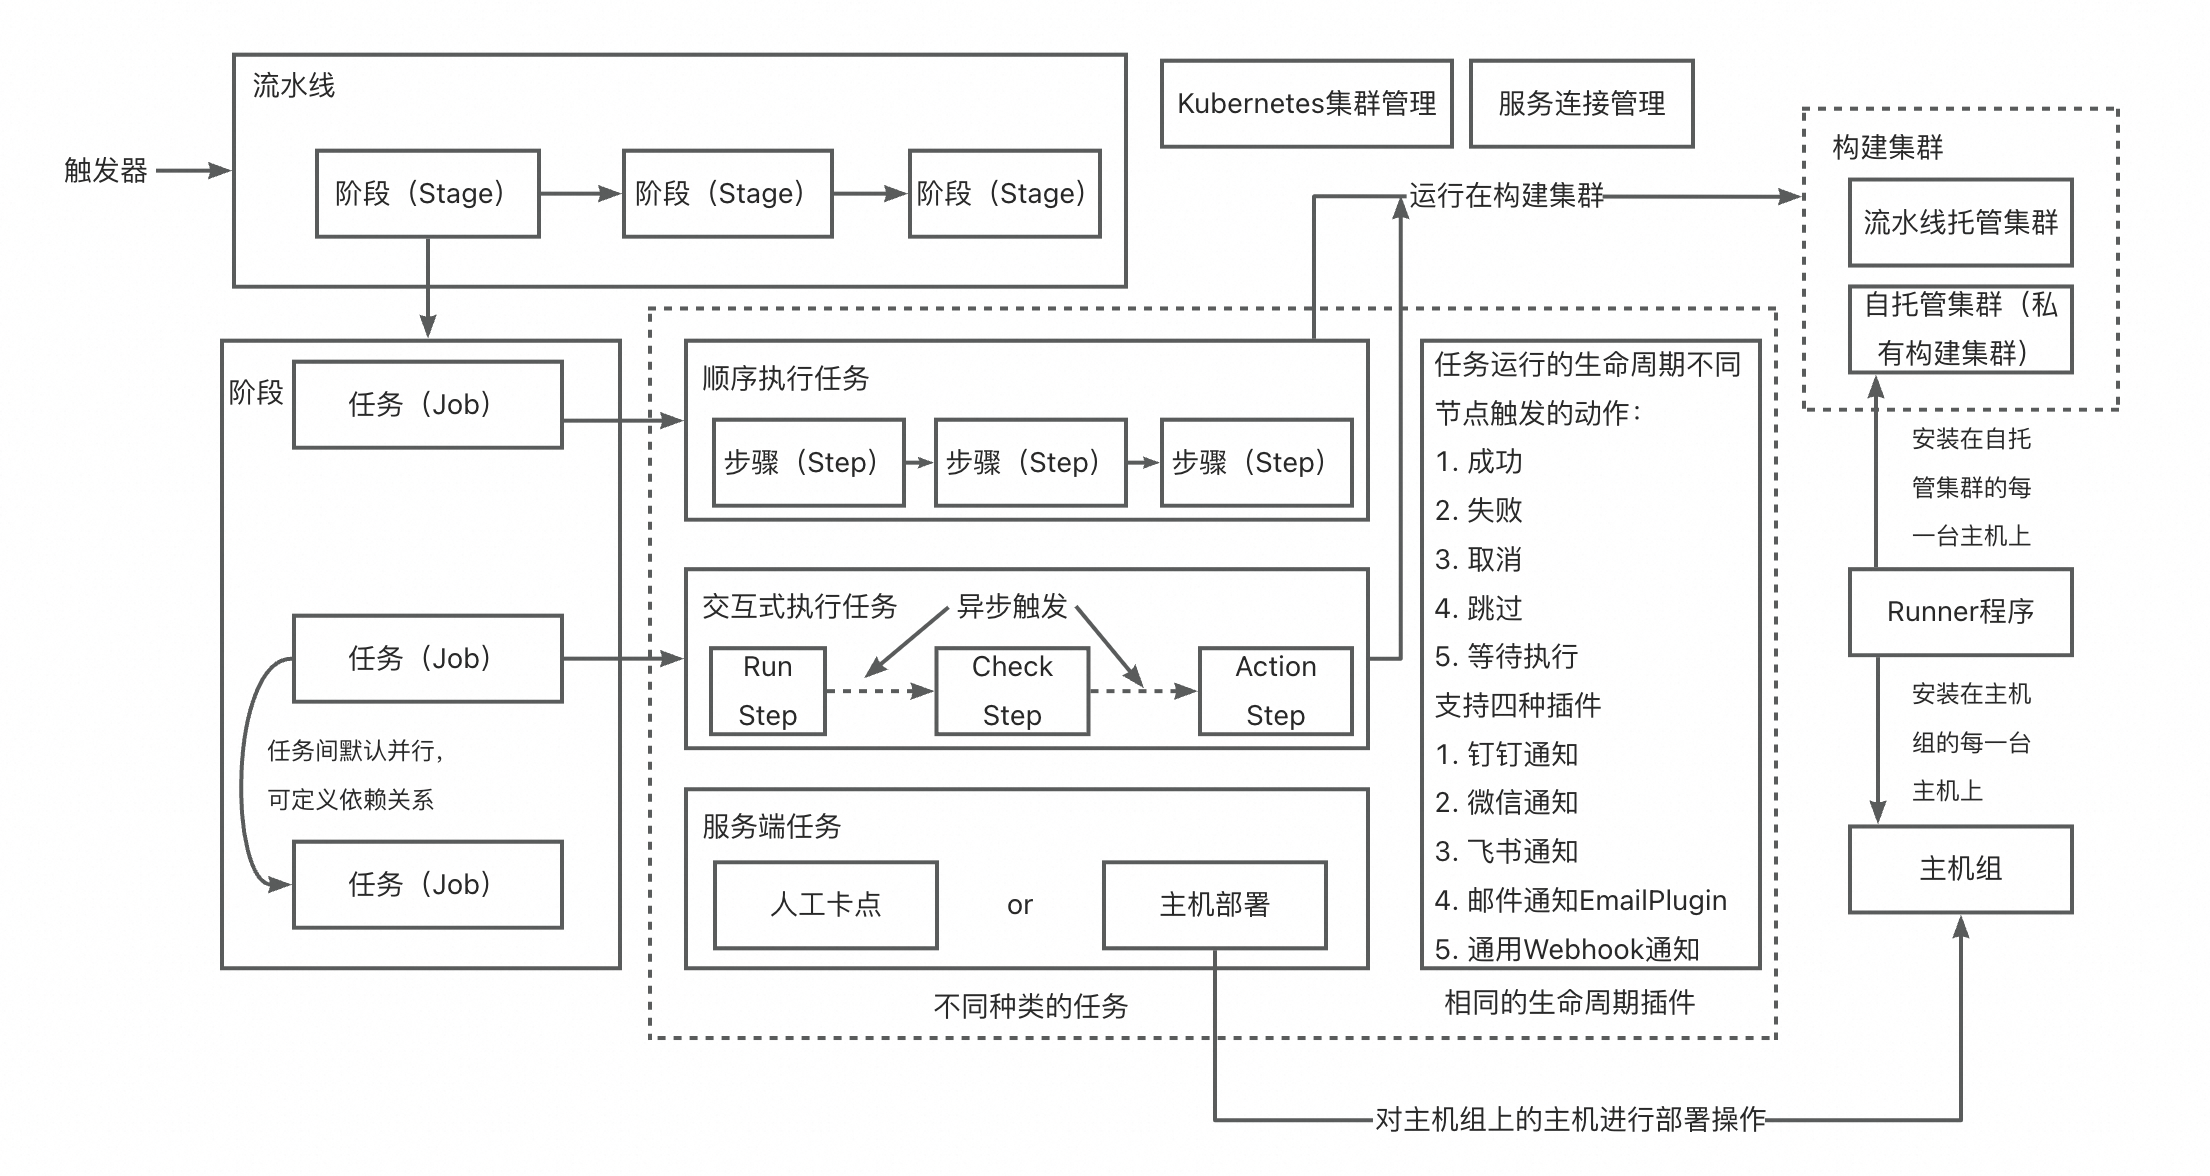 流水线
触发器
阶段（Stage）
阶段（Stage）
阶段（Stage）
Kubernetes集群管理
服务连接管理
运行在构建集群
构建集群
流水线托管集群
自托管集群（私
有构建集群）
阶段
任务（Job）
任务（Job）
任务间默认并行，
可定义依赖关系
任务（Job）
顺序执行任务
步骤（Step）
步骤（Step）
步骤（Step）
交互式执行任务
异步触发
Run
Step
Check
Step
Action
Step
服务端任务
人工卡点
or
主机部署
不同种类的任务
任务运行的生命周期不同
节点触发的动作：
1. 成功
2. 失败
3. 取消
4. 跳过
5. 等待执行
支持四种插件
1. 钉钉通知
2. 微信通知
3. 飞书通知
4. 邮件通知EmailPlugin
5. 通用Webhook通知
相同的生命周期插件
安装在自托
管集群的每
一台主机上
Runner程序
安装在主机
组的每一台
主机上
主机组
对主机组上的主机进行部署操作